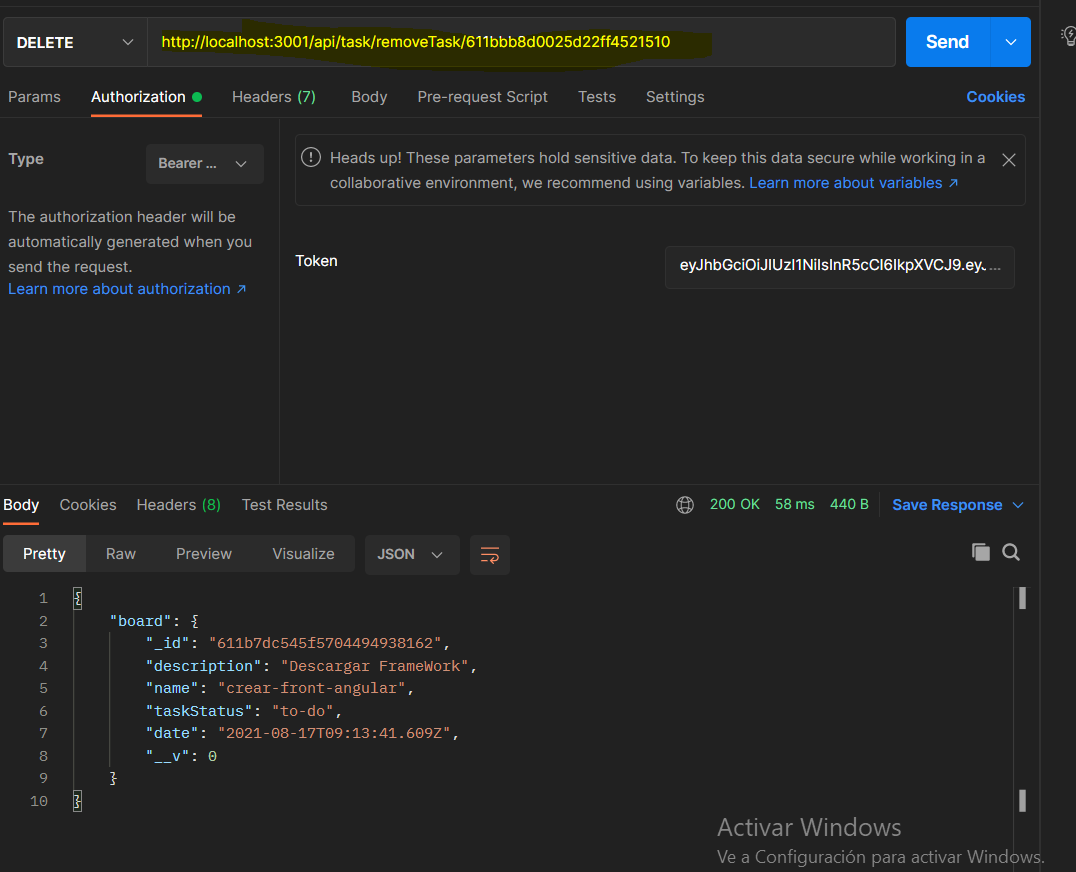 DELETE http://localhost:3001/api/task/removeTask/611bbb8d0025d22ff4521510 Send
Params Authorization Headers (7) Body Pre-request Script Tests Settings Cookies
Type Bearer ...
The authorization header will be
automatically generated when you
send the request.
Learn more about authorization ↗
Heads up! These parameters hold sensitive data. To keep this data secure while working in a
collaborative environment, we recommend using variables. Learn more about variables ↗
Token eyJhbGciOiJIUzI1NiIsInR5cCI6IkpXVCJ9.eyJ...
Body Cookies Headers (8) Test Results 200 OK 58 ms 440 B Save Response
Pretty Raw Preview Visualize JSON
1 {
2 "board": {
3 "_id": "611b7dc545f5704494938162",
4 "description": "Descargar FrameWork",
5 "name": "crear-front-angular",
6 "taskStatus": "to-do",
7 "date": "2021-08-17T09:13:41.609Z",
8 "__v": 0
9 }
10 }
Activar Windows
Ve a Configuración para activar Windows.